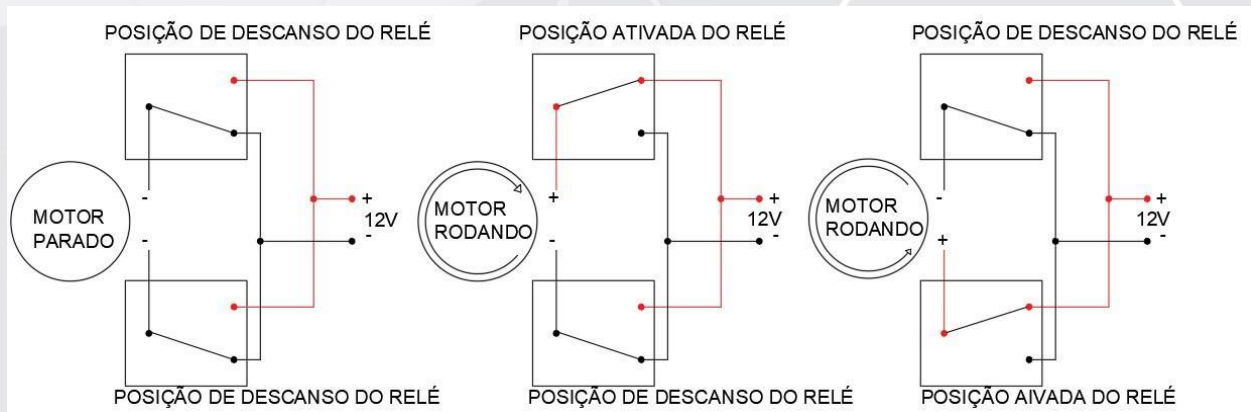 POSIÇÃO DE DESCANSO DO RELÉ
POSIÇÃO ATIVADA DO RELÉ
POSIÇÃO DE DESCANSO DO RELÉ
MOTOR
PARADO
-
-
+
12V
-
MOTOR
RODANDO
+
-
+
12V
-
MOTOR
RODANDO
-
+
+
12V
-
POSIÇÃO DE DESCANSO DO RELÉ
POSIÇÃO DE DESCANSO DO RELÉ
POSIÇÃO AIVADA DO RELÉ